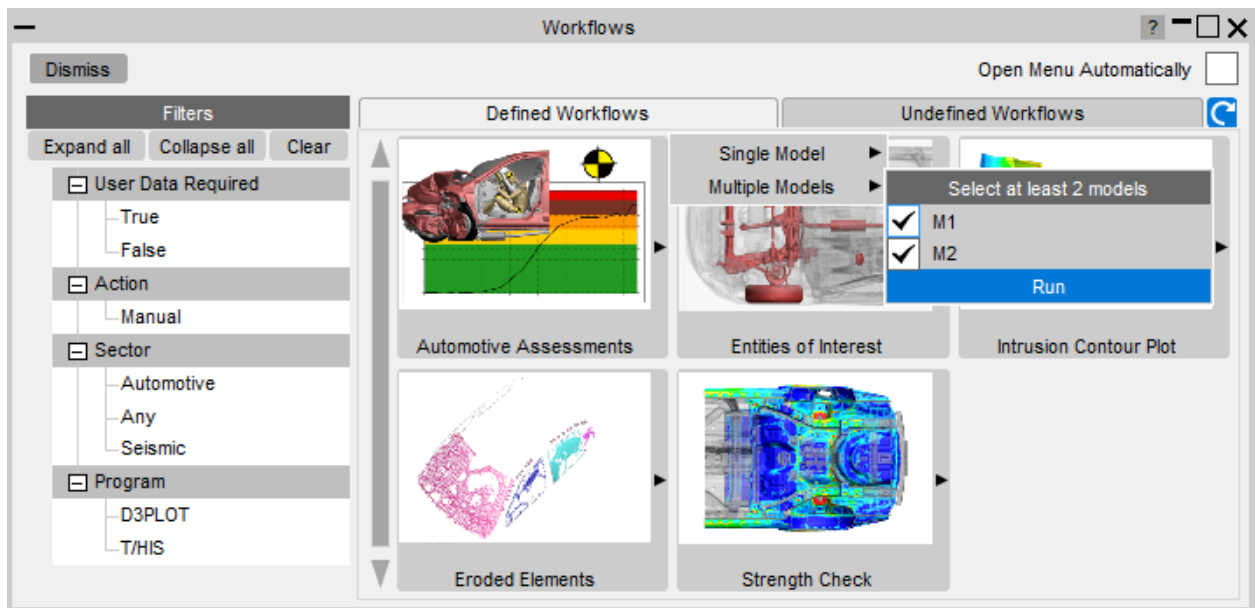 Workflows
?
Dismiss
Open Menu Automatically
Filters
Expand all Collapse all Clear
User Data Required
True
False
Action
Manual
Sector
Automotive
Any
Seismic
Program
D3PLOT
T/HIS
Defined Workflows
Undefined Workflows
Single Model
Multiple Models
Select at least 2 models
M1
M2
Run
Automotive Assessments
Entities of Interest
Intrusion Contour Plot
Eroded Elements
Strength Check